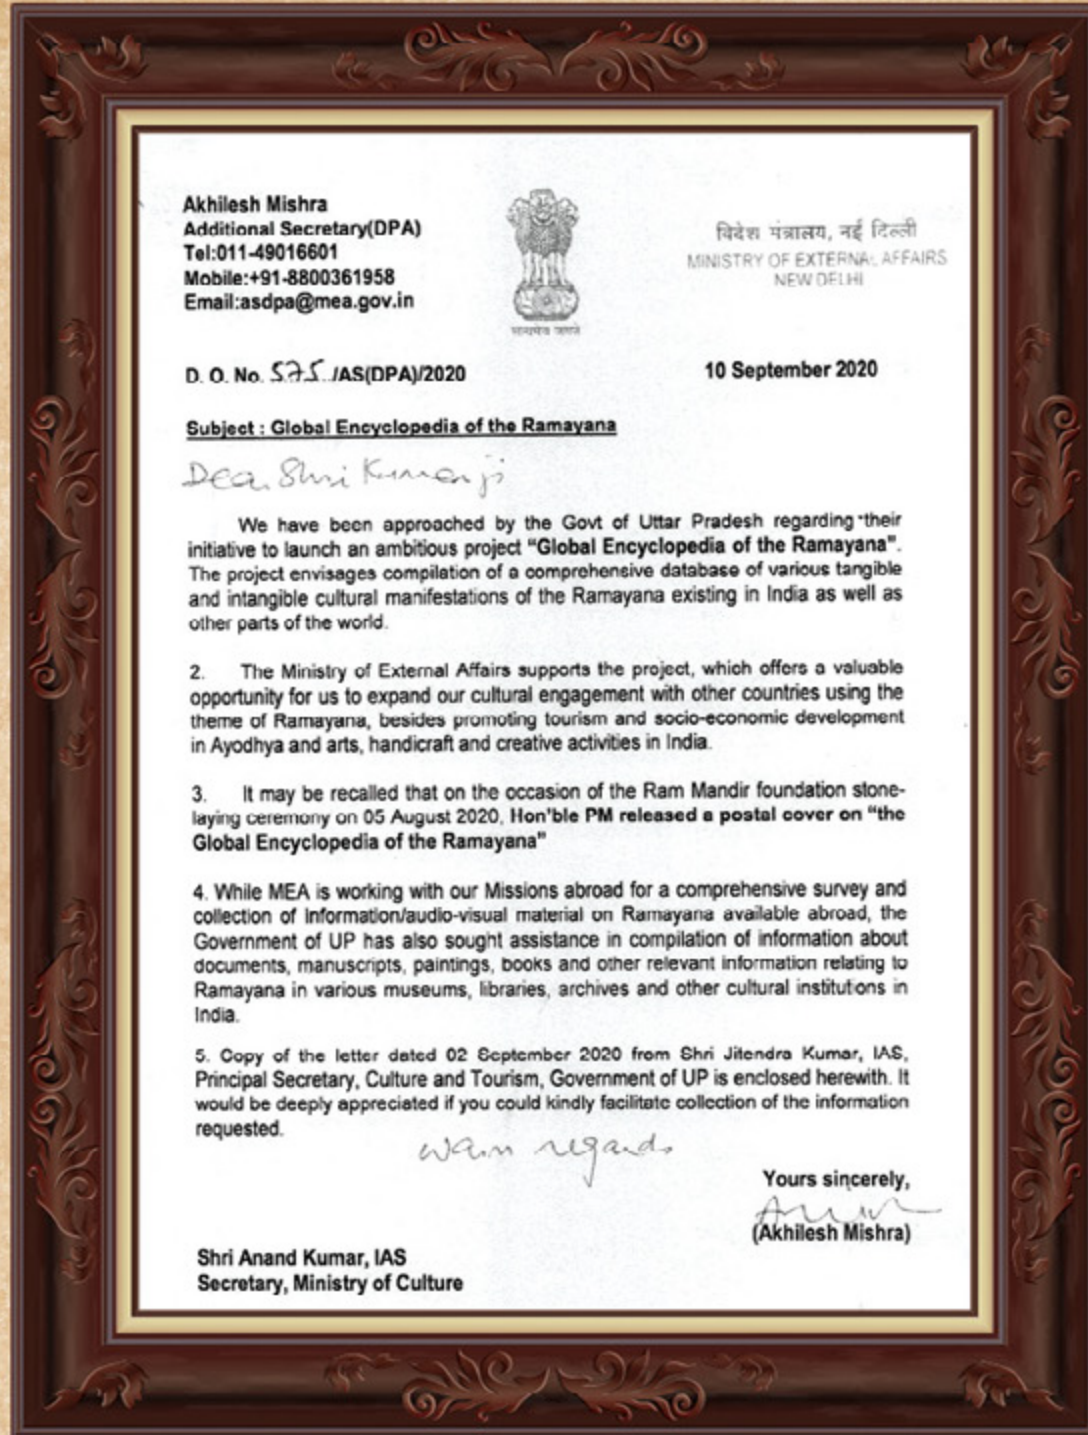 Akhilesh Mishra
Additional Secretary(DPA)
Tel:011-49016601
Mobile:+91-8800361958
Email:asdpa@mea.gov.in
सत्यमेव जयते
विदेश मंत्रालय, नई दिल्ली
MINISTRY OF EXTERNAL AFFAIRS
NEW DELHI
D. O. No. 575 /AS(DPA)/2020
10 September 2020
Subject : Global Encyclopedia of the Ramayana
Dear Shri Kumar ji
We have been approached by the Govt of Uttar Pradesh regarding their
initiative to launch an ambitious project "Global Encyclopedia of the Ramayana".
The project envisages compilation of a comprehensive database of various tangible
and intangible cultural manifestations of the Ramayana existing in India as well as
other parts of the world.
2. The Ministry of External Affairs supports the project, which offers a valuable
opportunity for us to expand our cultural engagement with other countries using the
theme of Ramayana, besides promoting tourism and socio-economic development
in Ayodhya and arts, handicraft and creative activities in India.
3. It may be recalled that on the occasion of the Ram Mandir foundation stone-
laying ceremony on 05 August 2020, Hon'ble PM released a postal cover on "the
Global Encyclopedia of the Ramayana"
4. While MEA is working with our Missions abroad for a comprehensive survey and
collection of Information/audio-visual material on Ramayana available abroad, the
Government of UP has also sought assistance in compilation of information about
documents, manuscripts, paintings, books and other relevant information relating to
Ramayana in various museums, libraries, archives and other cultural institutions in
India.
5. Copy of the letter dated 02 September 2020 from Shri Jitendra Kumar, IAS,
Principal Secretary, Culture and Tourism, Government of UP is enclosed herewith. It
would be deeply appreciated if you could kindly facilitate collection of the information
requested.
warm regards
Yours sincerely,
(Akhilesh Mishra)
Shri Anand Kumar, IAS
Secretary, Ministry of Culture